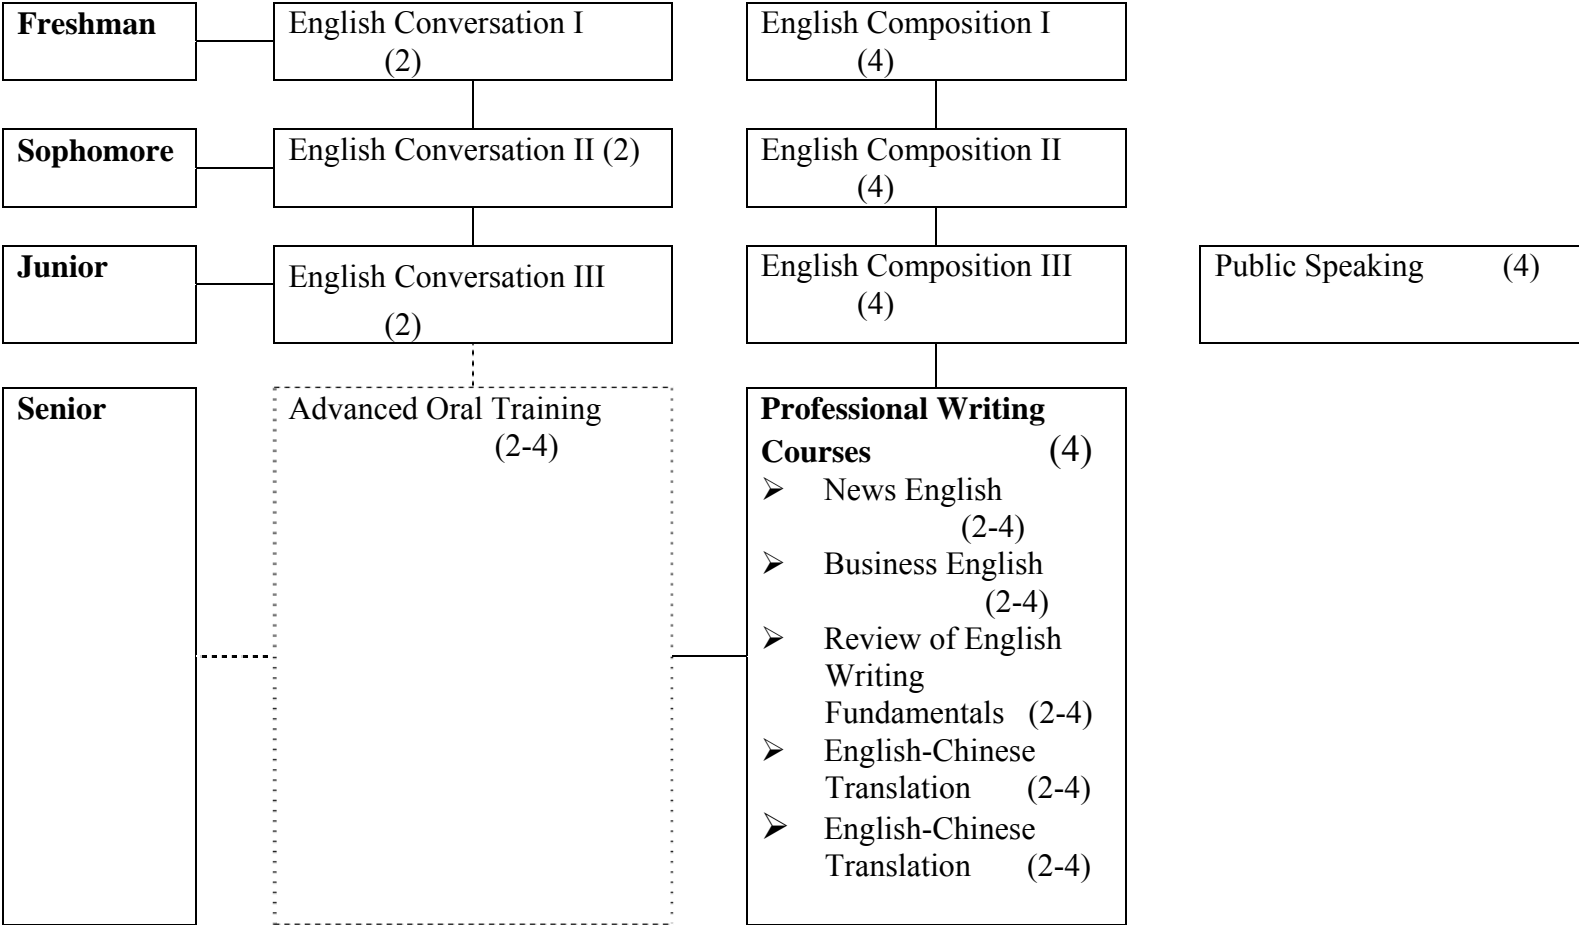 Freshman
English Conversation I
(2)
English Composition I
(4)
Sophomore
English Conversation II (2)
English Composition II
(4)
Junior
English Conversation III
(2)
English Composition III
(4)
Public Speaking (4)
Senior
Advanced Oral Training
(2-4)
Professional Writing
Courses (4)
➢ News English
(2-4)
➢ Business English
(2-4)
➢ Review of English
Writing
Fundamentals (2-4)
➢ English-Chinese
Translation (2-4)
➢ English-Chinese
Translation (2-4)